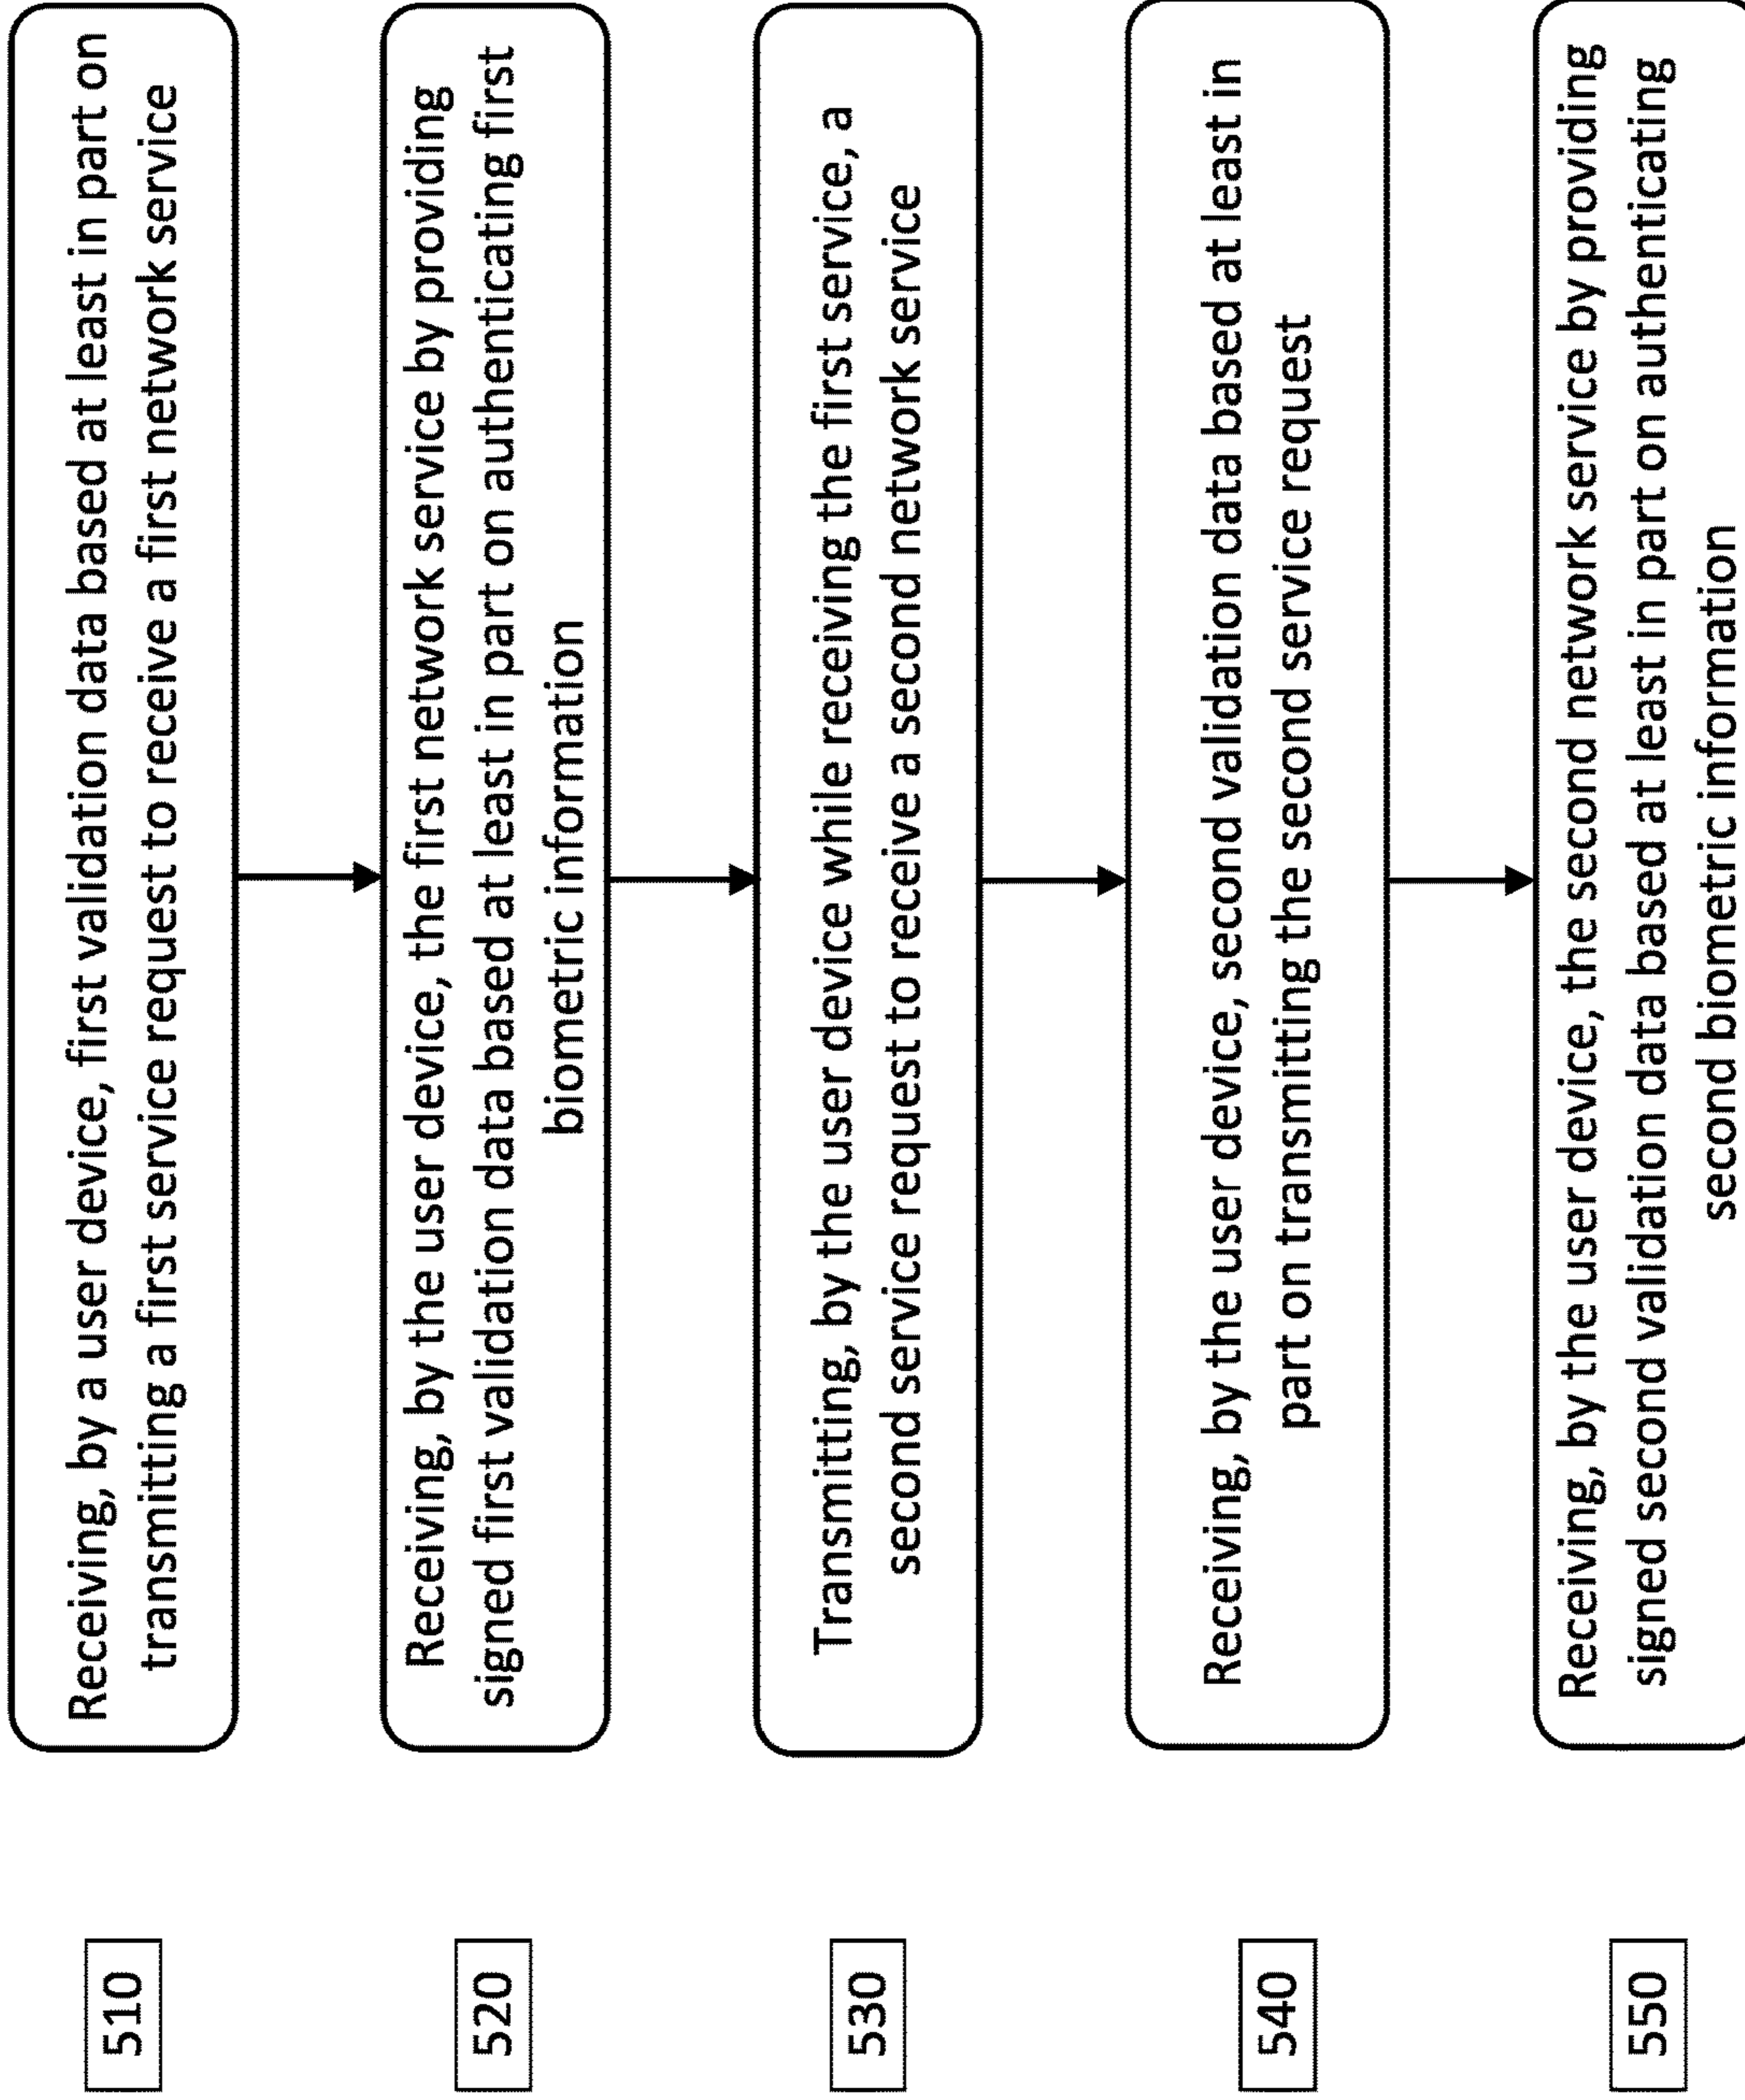 510
Receiving, by a user device, first validation data based at least in part on
transmitting a first service request to receive a first network service
520
Receiving, by the user device, the first network service by providing
signed first validation data based at least in part on authenticating first
biometric information
530
Transmitting, by the user device while receiving the first service, a
second service request to receive a second network service
540
Receiving, by the user device, second validation data based at least in
part on transmitting the second service request
550
Receiving, by the user device, the second network service by providing
signed second validation data based at least in part on authenticating
second biometric information